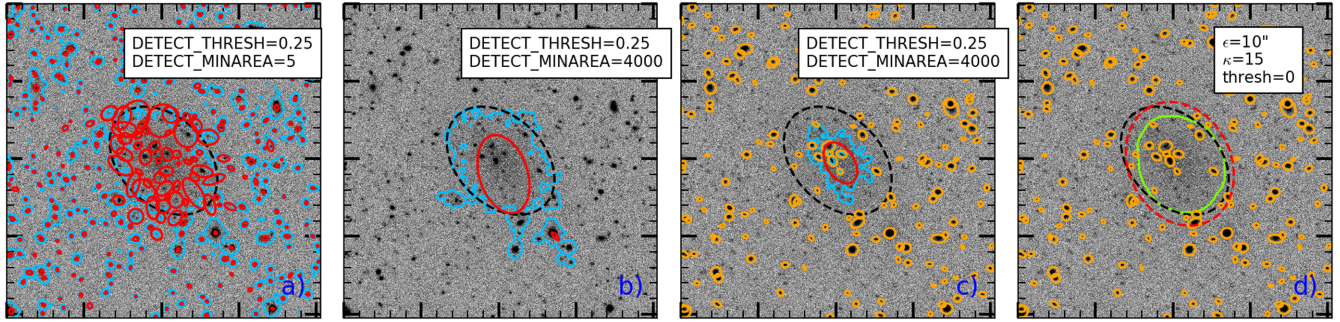 DETECT_THRESH=0.25
DETECT_MINAREA=5
a)
DETECT_THRESH=0.25
DETECT_MINAREA=4000
b)
DETECT_THRESH=0.25
DETECT_MINAREA=4000
c)
ϵ=10"
κ=15
thresh=0
d)